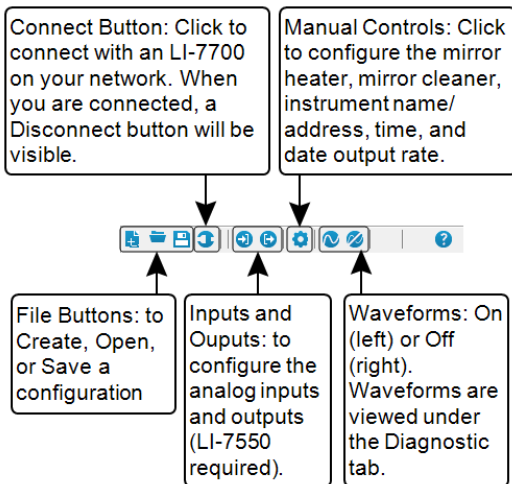 Connect Button: Click to
connect with an LI-7700
on your network. When
you are connected, a
Disconnect button will be
visible.
Manual Controls: Click
to configure the mirror
heater, mirror cleaner,
instrument name/
address, time, and
date output rate.
File Buttons: to
Create, Open,
or Save a
configuration
Inputs and
Ouputs: to
configure the
analog inputs
and outputs
(LI-7550
required).
Waveforms: On
(left) or Off
(right).
Waveforms are
viewed under
the Diagnostic
tab.